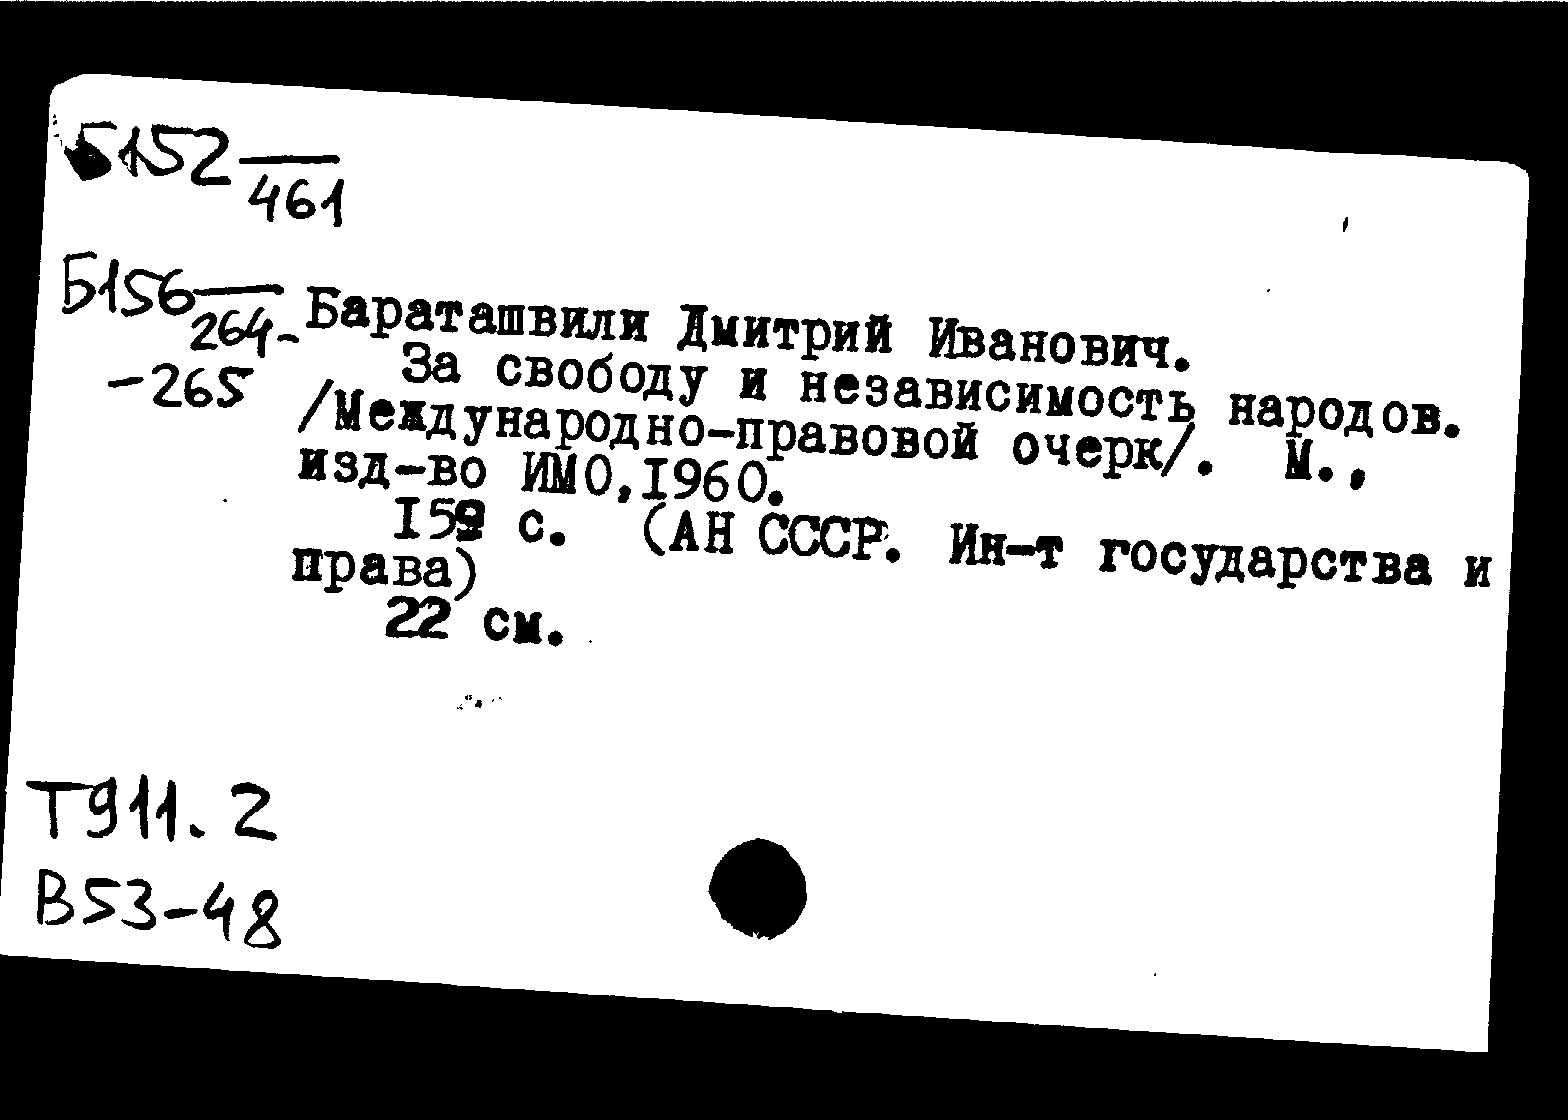 Б152
461
Б156
264-
-265
Бараташвили Дмитрий Иванович.
За свободу и независимость народов.
/Международно-правовой очерк/. М.,
изд-во ИМО,1960.
159 с. (АН СССР. Ин-т государства и
права)
22 см.
Т911.2
В53-48